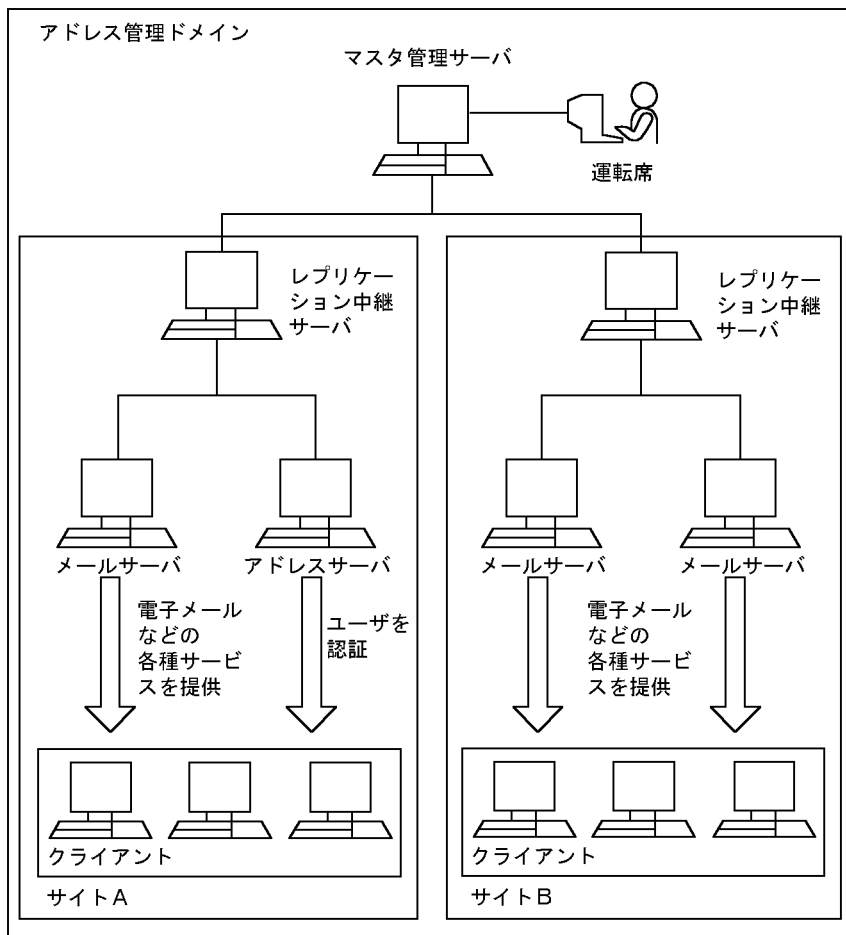 アドレス管理ドメイン
マスタ管理サーバ
運転席
レプリケー
ション中継
サーバ
レプリケー
ション中継
サーバ
メールサーバ
アドレスサーバ
メールサーバ
メールサーバ
電子メール
などの
各種サービ
スを提供
ユーザを
認証
電子メール
などの
各種サービ
スを提供
クライアント
サイトA
クライアント
サイトB